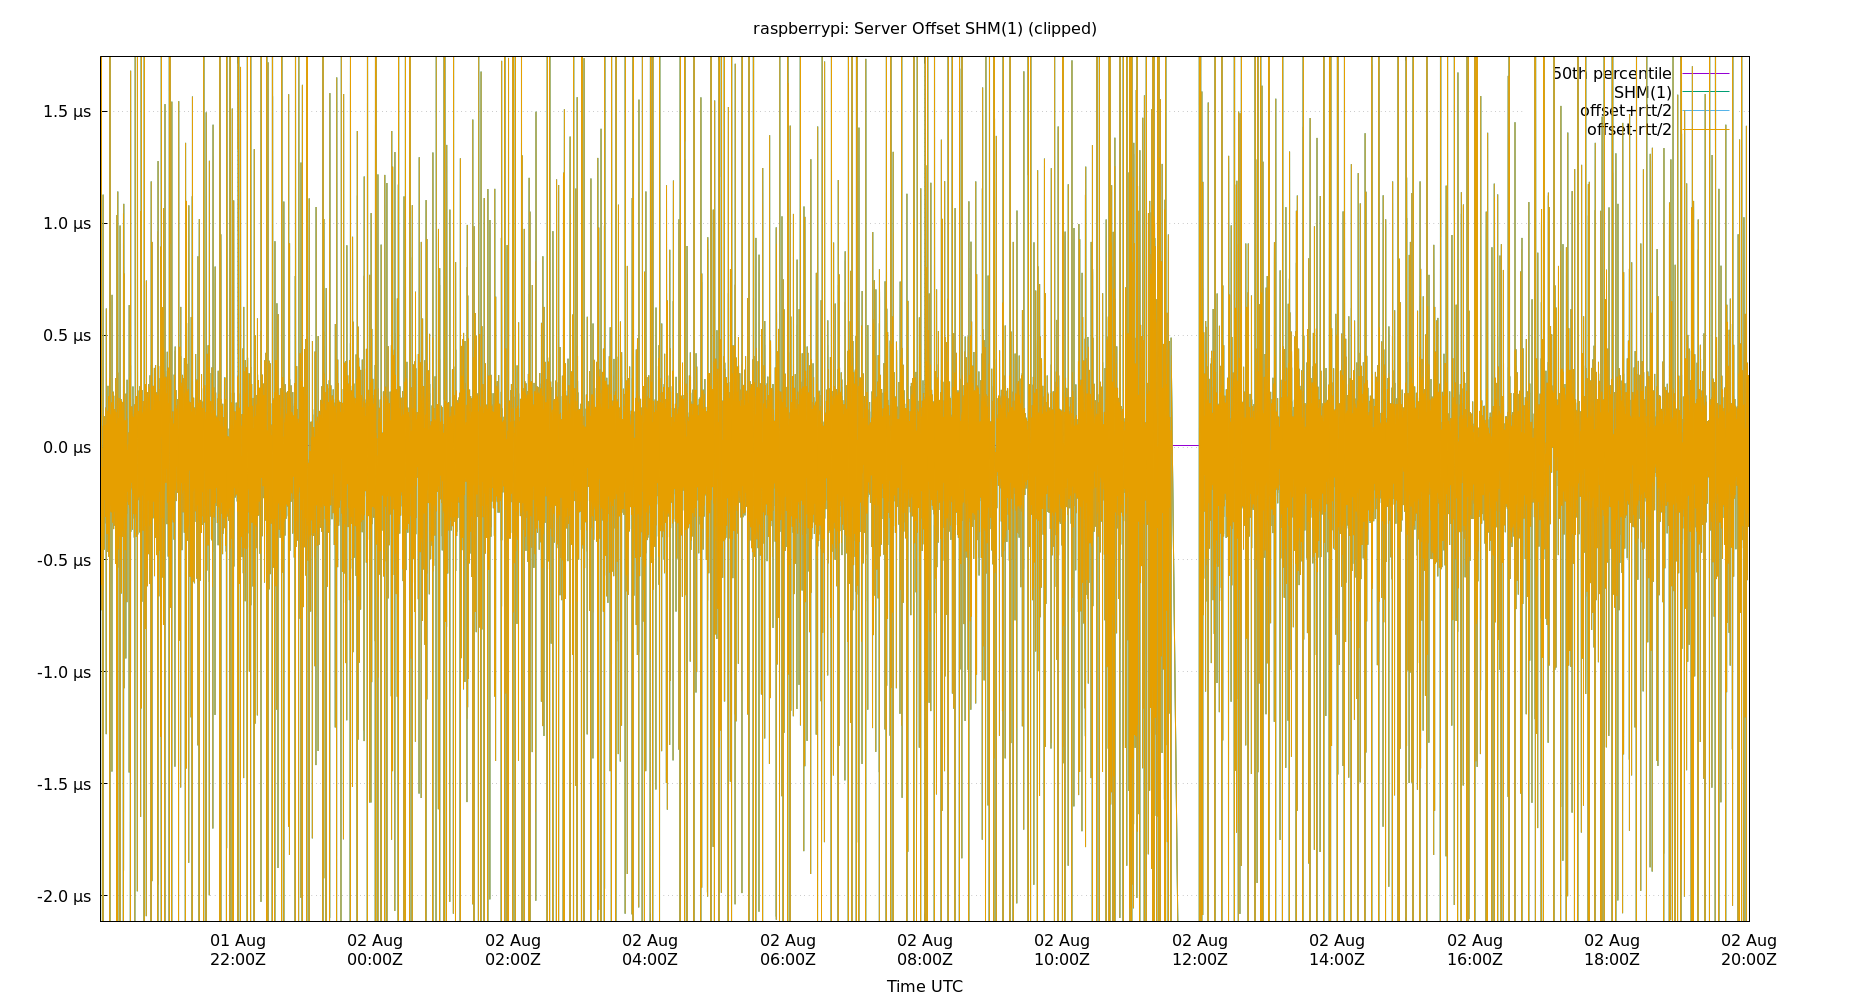 raspberrypi: Server Offset SHM(1) (clipped)
50th percentile
SHM(1)
offset+rtt/2
offset-rtt/2
1.5 µs
1.0 µs
0.5 µs
0.0 µs
-0.5 µs
-1.0 µs
-1.5 µs
-2.0 µs
01 Aug 02 Aug 02 Aug 02 Aug 02 Aug 02 Aug 02 Aug 02 Aug 02 Aug 02 Aug 02 Aug 02 Aug
22:00Z 00:00Z 02:00Z 04:00Z 06:00Z 08:00Z 10:00Z 12:00Z 14:00Z 16:00Z 18:00Z 20:00Z
Time UTC